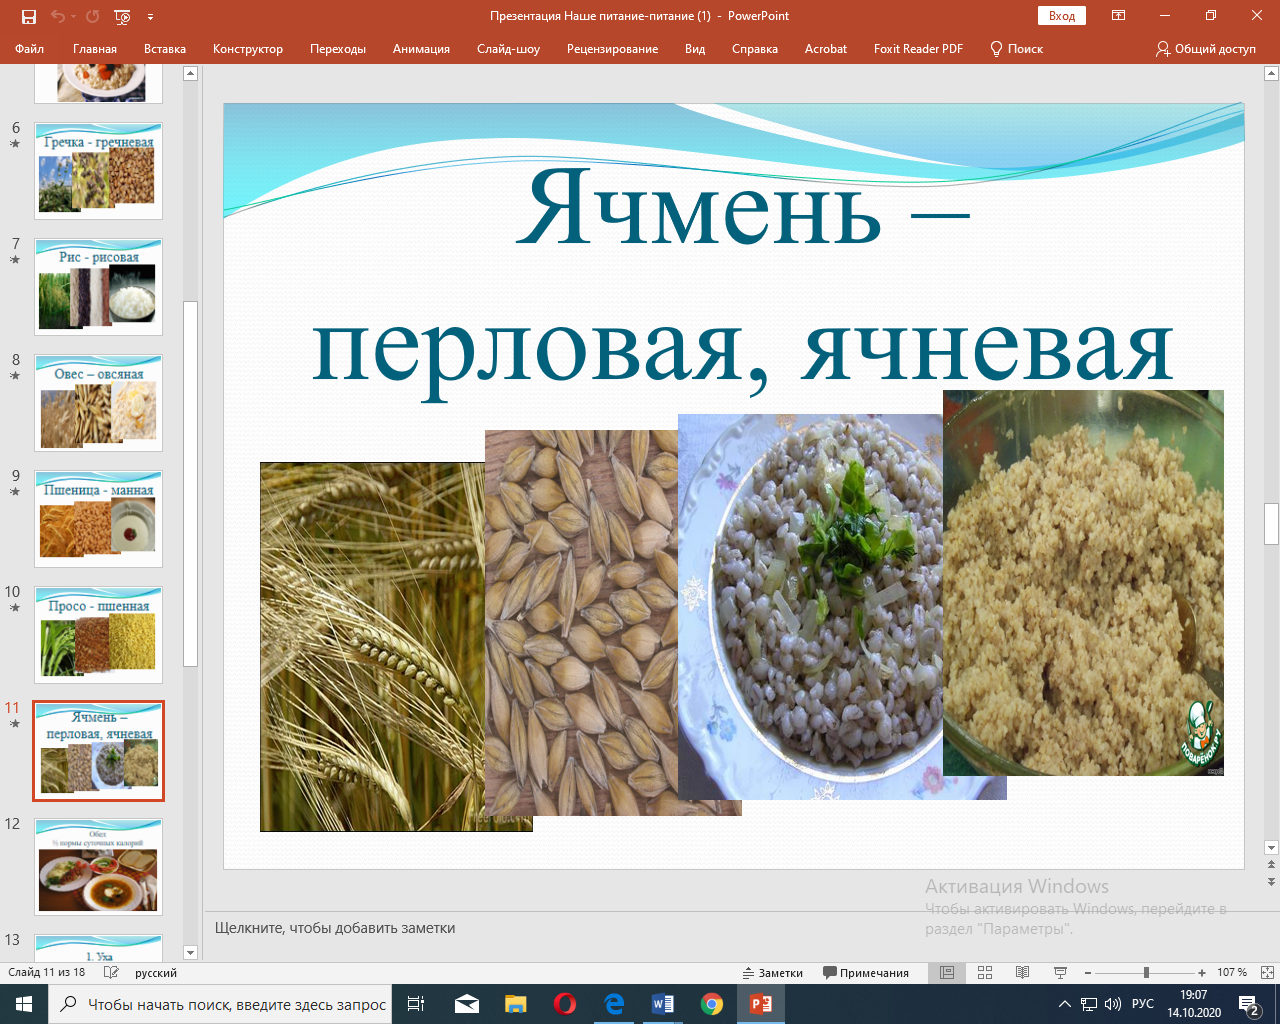 Презентация Наше питание-питание (1) - PowerPoint
Вход
Файл Главная Вставка Конструктор Переходы Анимация Слайд-шоу Рецензирование Вид Справка Acrobat Foxit Reader PDF Поиск Общий доступ
6
Гречка - гречневая
7
Рис - рисовая
8
Овес – овсяная
9
Пшеница - манная
10
Просо - пшенная
11
Ячмень –
перловая, ячневая
12
Обед
13
1. Уха
Ячмень –
перловая, ячневая
ПОВАРЁНОК.РУ
Активация Windows
Чтобы активировать Windows, перейдите в
раздел "Параметры".
Щелкните, чтобы добавить заметки
Слайд 11 из 18 русский Заметки Примечания 107 %
Чтобы начать поиск, введите здесь запрос
РУС
19:07
14.10.2020
2